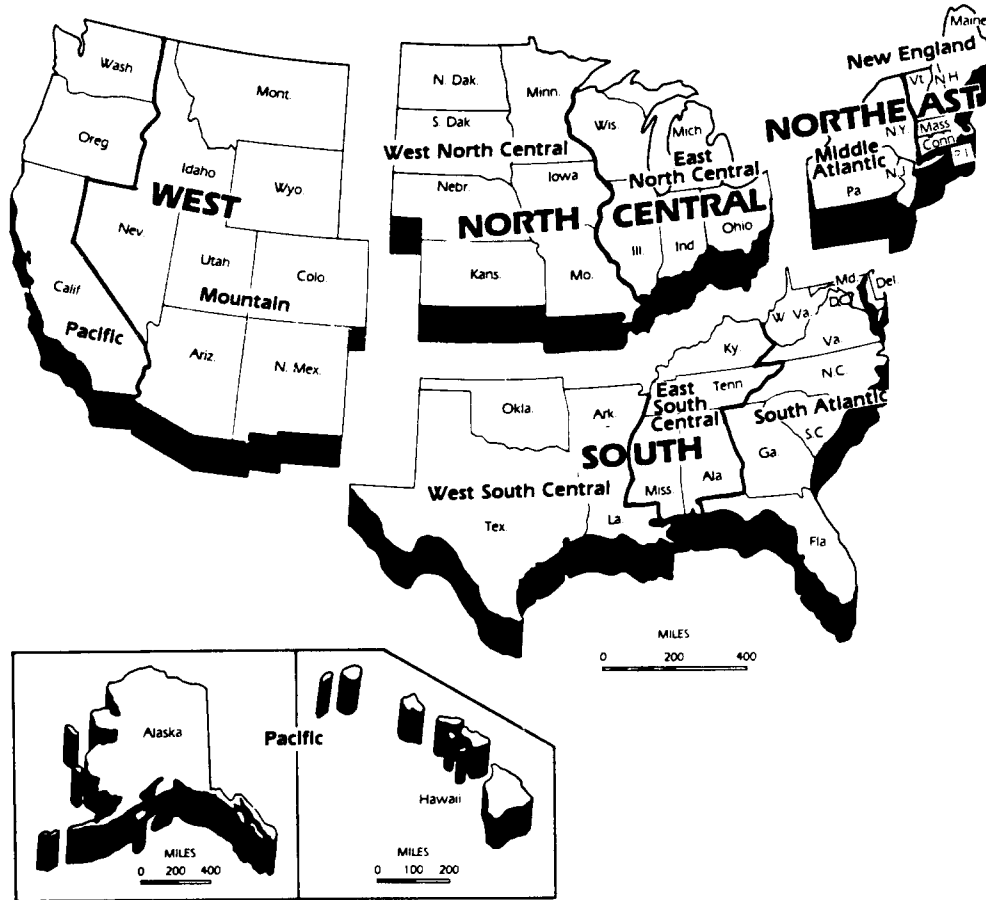 Maine
New England
Wash
Vt
N H
Mont.
N. Dak.
Minn.
NORTHEAST
Oreg
S. Dak
Wis.
Mich
N.Y.
Mass
Conn.
R I
West North Central
East
North Central
Middle
Atlantic
N J
Pa
Idaho
Wyo.
Nebr.
Iowa
WEST
NORTH CENTRAL
Nev.
Ill.
Ind
Ohio
Utah
Colo.
Kans.
Mo.
Calif
Mountain
Md.
Del.
DC
W Va.
Va.
Pacific
Ariz.
N. Mex.
Ky.
Tenn
N.C
Okla.
Ark.
East
South
Central
South Atlantic
S.C
SOUTH
Ga.
West South Central
Miss
Ala
Tex.
La
Fla
MILES
0 200 400
Alaska
Pacific
Hawaii
MILES
0 200 400
MILES
0 100 200